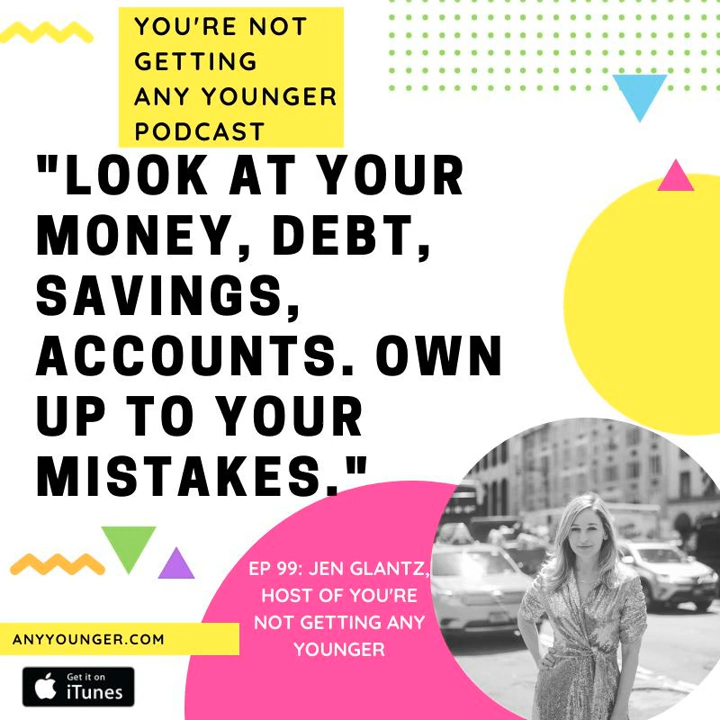 YOU'RE NOT
GETTING
ANY YOUNGER
PODCAST
"LOOK AT YOUR
MONEY, DEBT,
SAVINGS,
ACCOUNTS. OWN
UP TO YOUR
MISTAKES."
EP 99: JEN GLANTZ,
HOST OF YOU'RE
NOT GETTING ANY
YOUNGER
ANYYOUNGER.COM
Get it on
iTunes